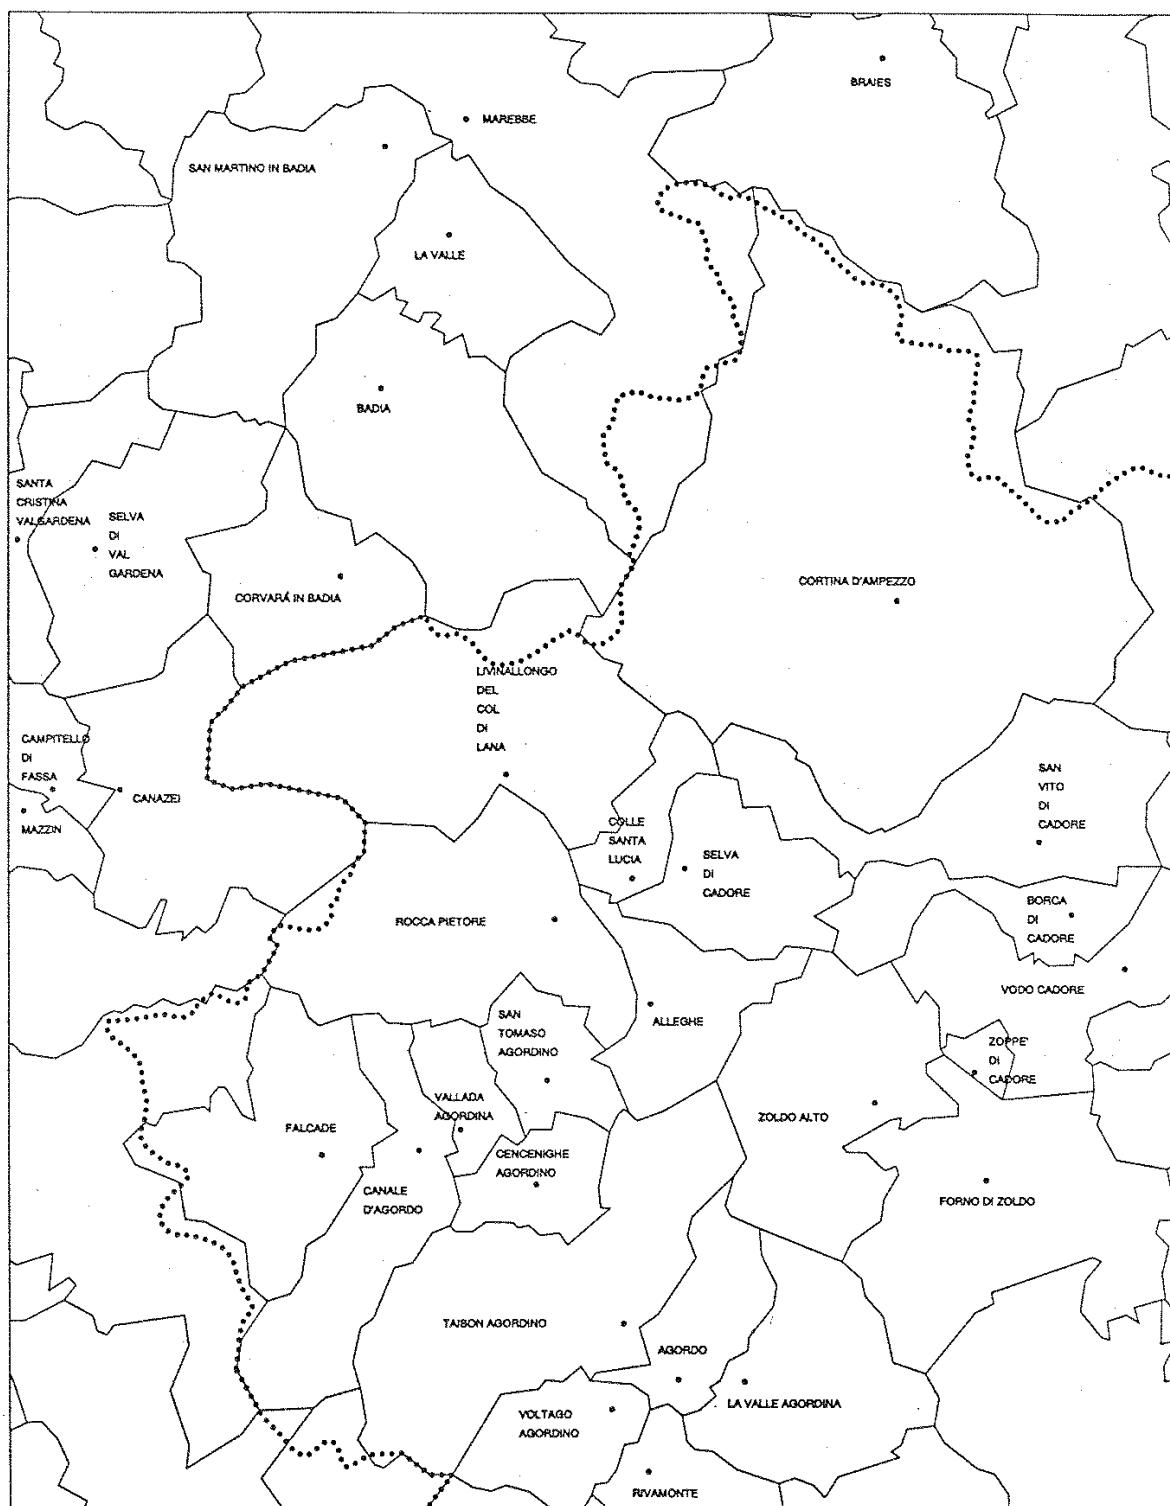 BRAIES
MAREBBE
SAN MARTINO IN BADIA
LA VALLE
BADIA
SANTA
CRISTINA
VALGARDENA
SELVA
DI
VAL
GARDENA
CORVARÁ IN BADIA
CORTINA D'AMPEZZO
LIVINALLONGO
DEL
COL
DI
LANA
CAMPITELLO
DI
FASSA
MAZZIN
CANAZEI
SAN
VITO
DI
CADORE
COLLE
SANTA
LUCIA
SELVA
DI
CADORE
ROCCA PIETORE
BORCA
DI
CADORE
VODO CADORE
SAN
TOMASO
AGORDINO
ALLEGHE
ZOPPE'
DI
CADORE
VALLADA
AGORDINA
ZOLDO ALTO
FALCADE
CENCENIGHE
AGORDINO
CANALE
D'AGORDO
FORNO DI ZOLDO
TAIBON AGORDINO
AGORDO
LA VALLE AGORDINA
VOLTAGO
AGORDINO
RIVAMONTE